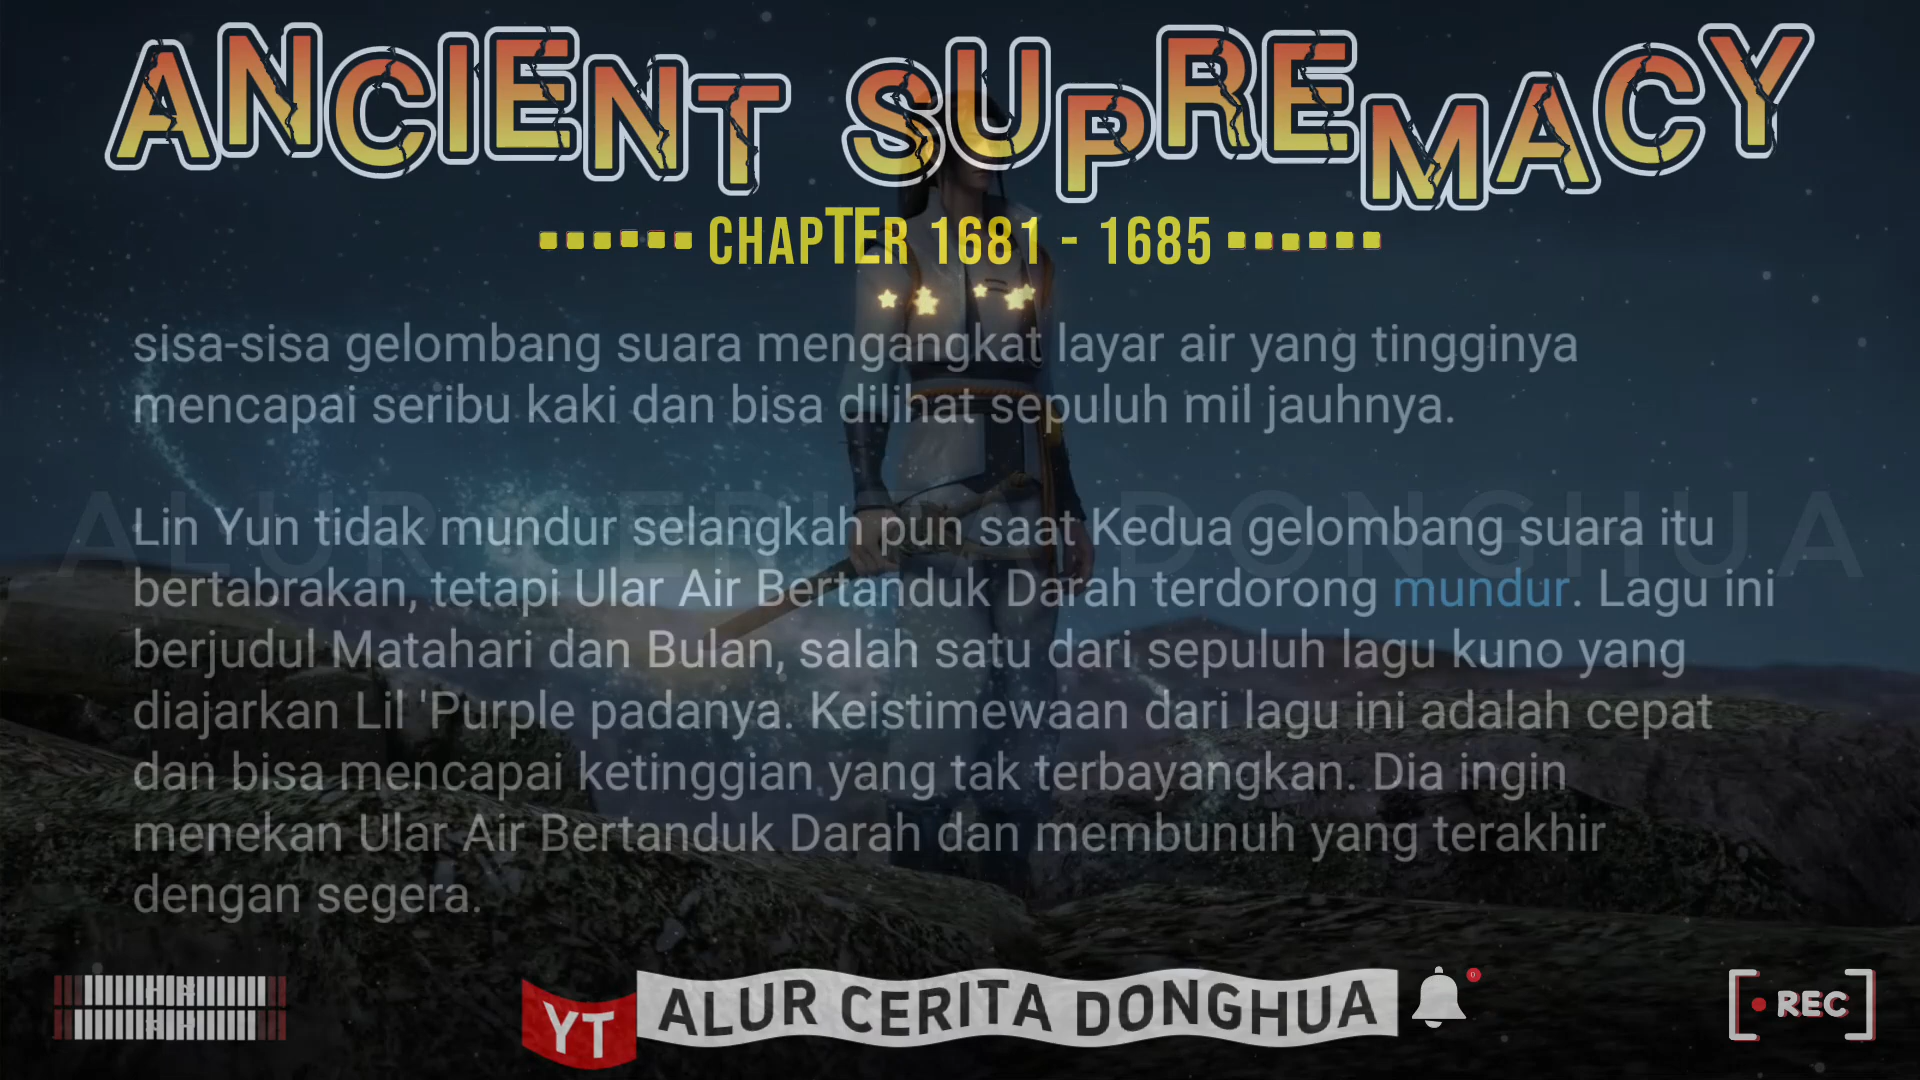 ANCIENT SUPREMACY
CHAPTER 1681 - 1685
sisa-sisa gelombang suara mengangkat layar air yang tingginya
mencapai seribu kaki dan bisa dilihat sepuluh mil jauhnya.
ALUR CERITA DONGHUA
Lin Yun tidak mundur selangkah pun saat Kedua gelombang suara itu
bertabrakan, tetapi Ular Air Bertanduk Darah terdorong mundur. Lagu ini
berjudul Matahari dan Bulan, salah satu dari sepuluh lagu kuno yang
diajarkan Lil 'Purple padanya. Keistimewaan dari lagu ini adalah cepat
dan bisa mencapai ketinggian yang tak terbayangkan. Dia ingin
menekan Ular Air Bertanduk Darah dan membunuh yang terakhir
dengan segera.
YT ALUR CERITA DONGHUA
0
REC